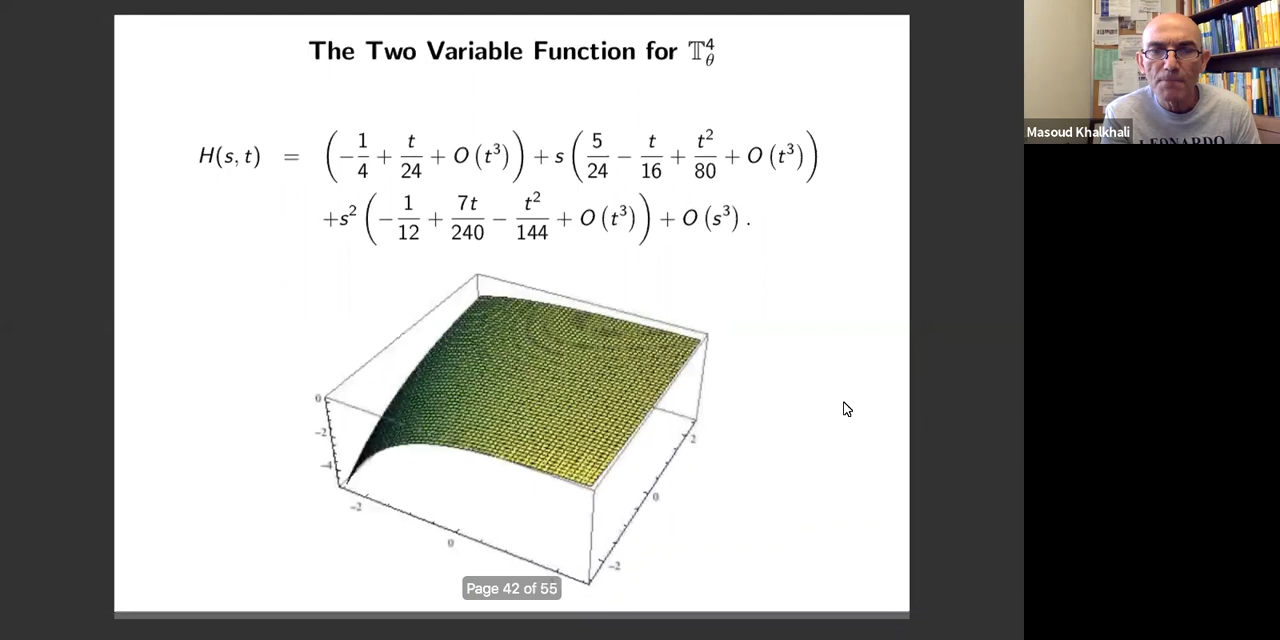 The Two Variable Function for 𝕋⁴_θ
H(s, t) = (−1/4 + t/24 + O(t³)) + s(5/24 − t/16 + t²/80 + O(t³))
+s²(−1/12 + 7t/240 − t²/144 + O(t³)) + O(s³).
0
−2
−4
−2
0
2
0
−2
Page 42 of 55
Masoud Khalkhali
LEONARDO